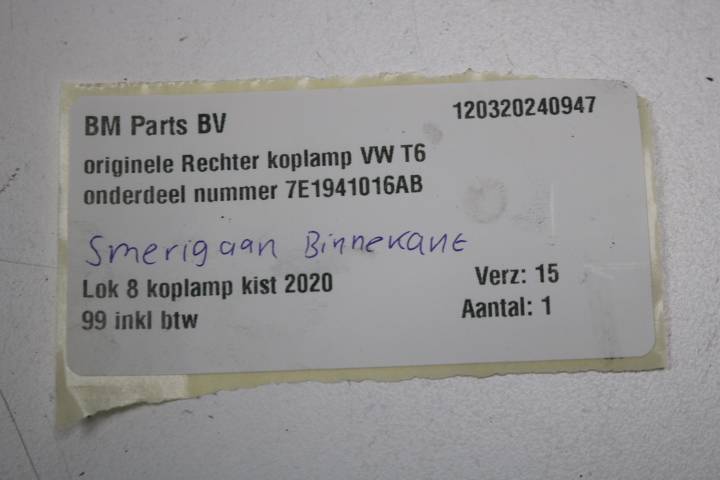 BM Parts BV 120320240947
originele Rechter koplamp VW T6
onderdeel nummer 7E1941016AB
Smerig aan Binnekant
Lok 8 koplamp kist 2020 Verz: 15
99 inkl btw Aantal: 1